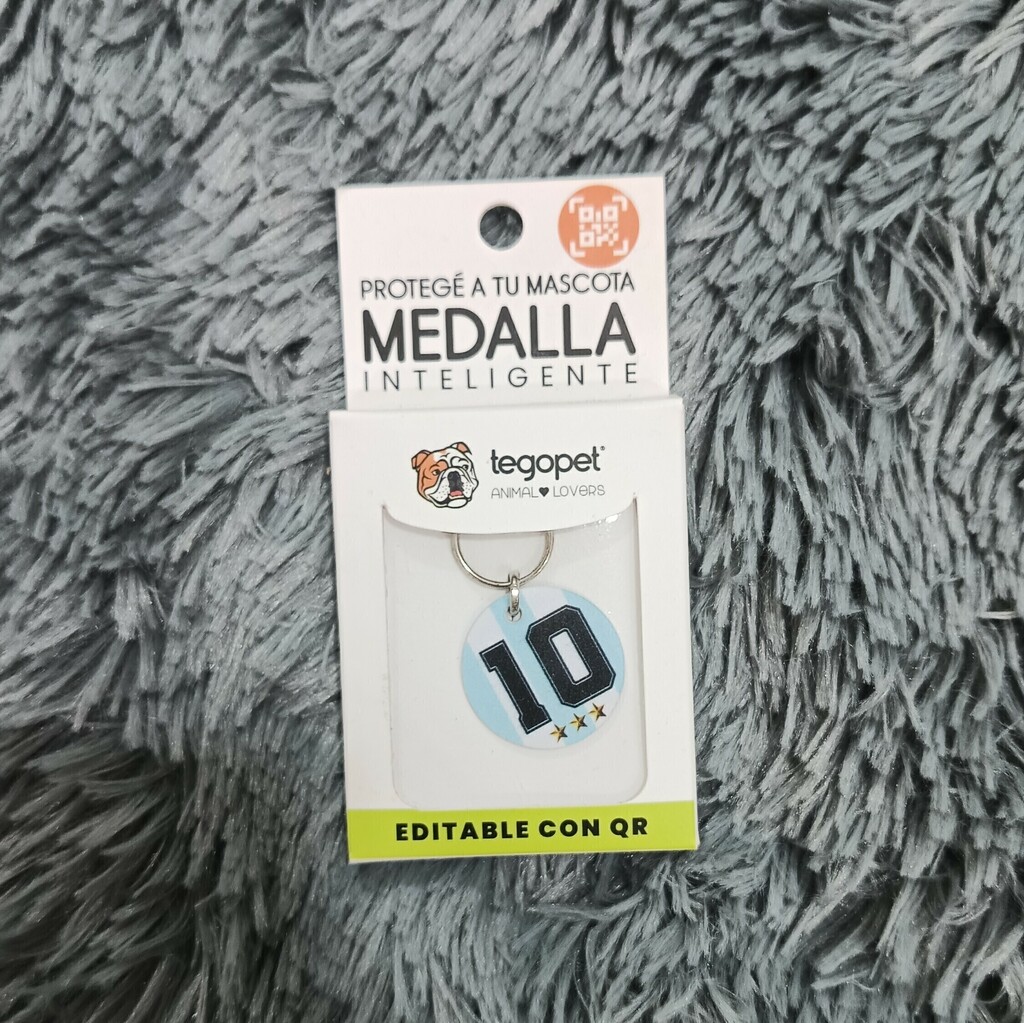 PROTEGÉ A TU MASCOTA
MEDALLA
INTELIGENTE
tegopet®
ANIMAL♥LOVERS
10
EDITABLE CON QR